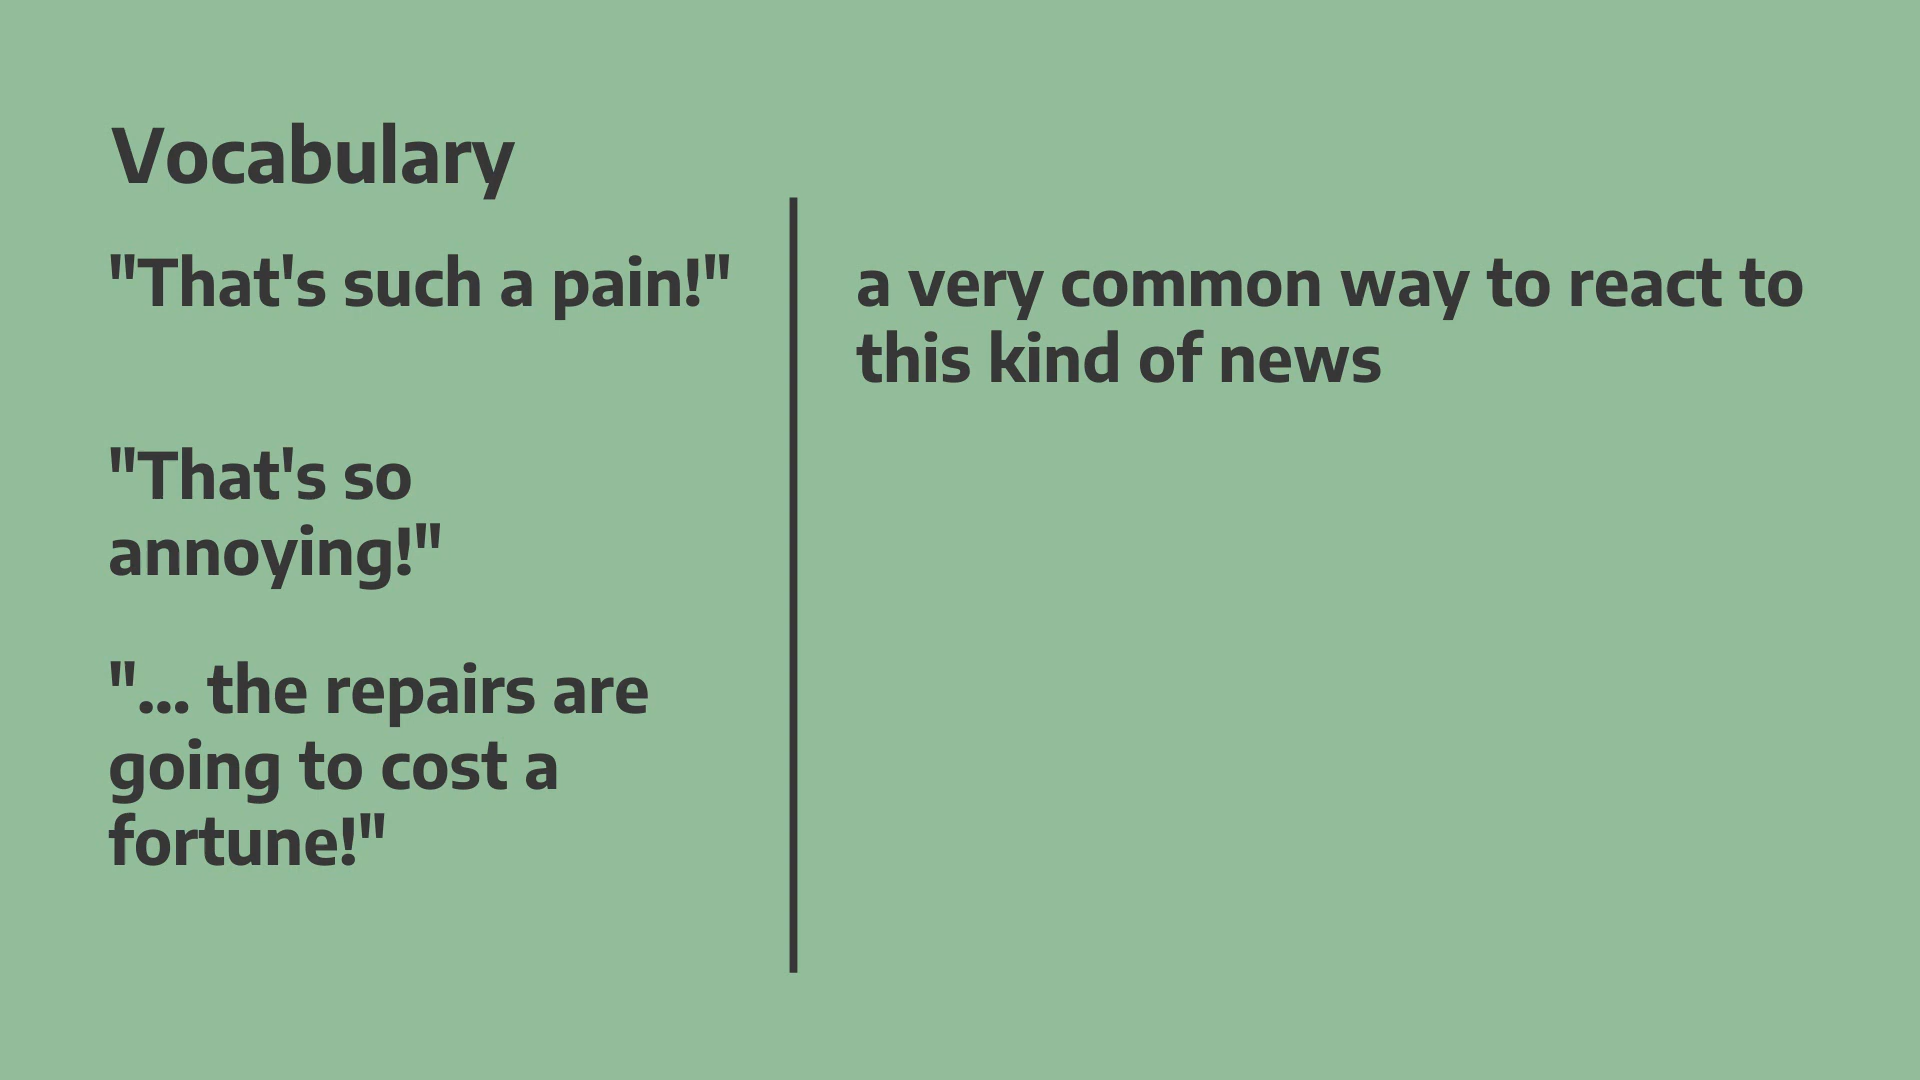 Vocabulary
"That's such a pain!"
a very common way to react to
this kind of news
"That's so
annoying!"
"... the repairs are
going to cost a
fortune!"